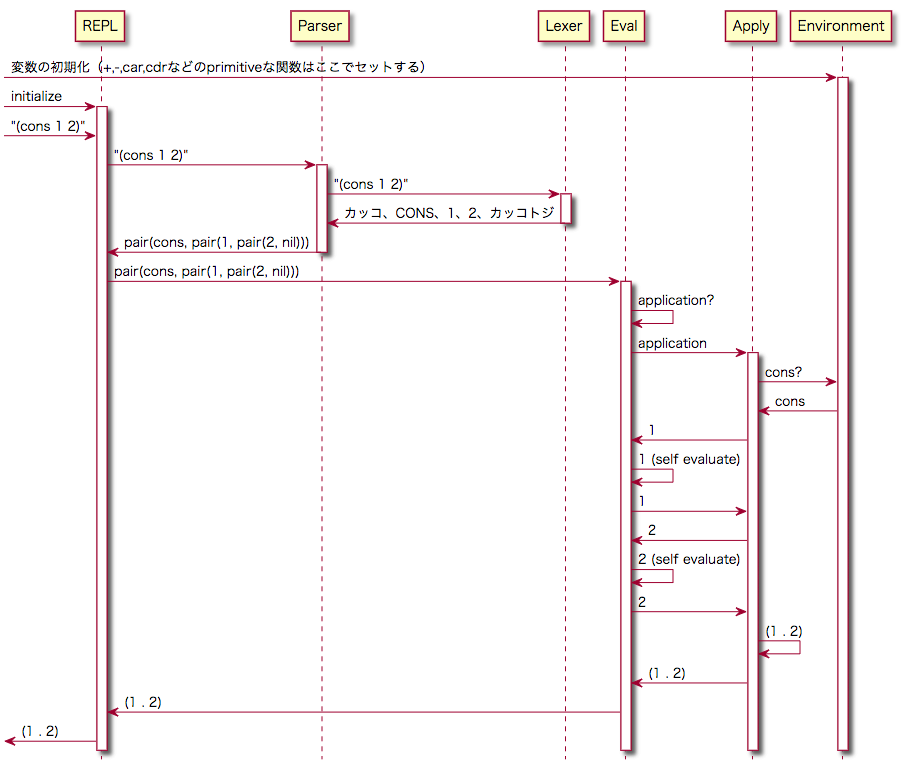 REPL
Parser
Lexer
Eval
Apply
Environment
変数の初期化（+,-,car,cdrなどのprimitiveな関数はここでセットする）
initialize
"(cons 1 2)"
"(cons 1 2)"
"(cons 1 2)"
カッコ、CONS、1、2、カッコトジ
pair(cons, pair(1, pair(2, nil)))
pair(cons, pair(1, pair(2, nil)))
application?
application
cons?
cons
1
1 (self evaluate)
1
2
2 (self evaluate)
2
(1 . 2)
(1 . 2)
(1 . 2)
(1 . 2)